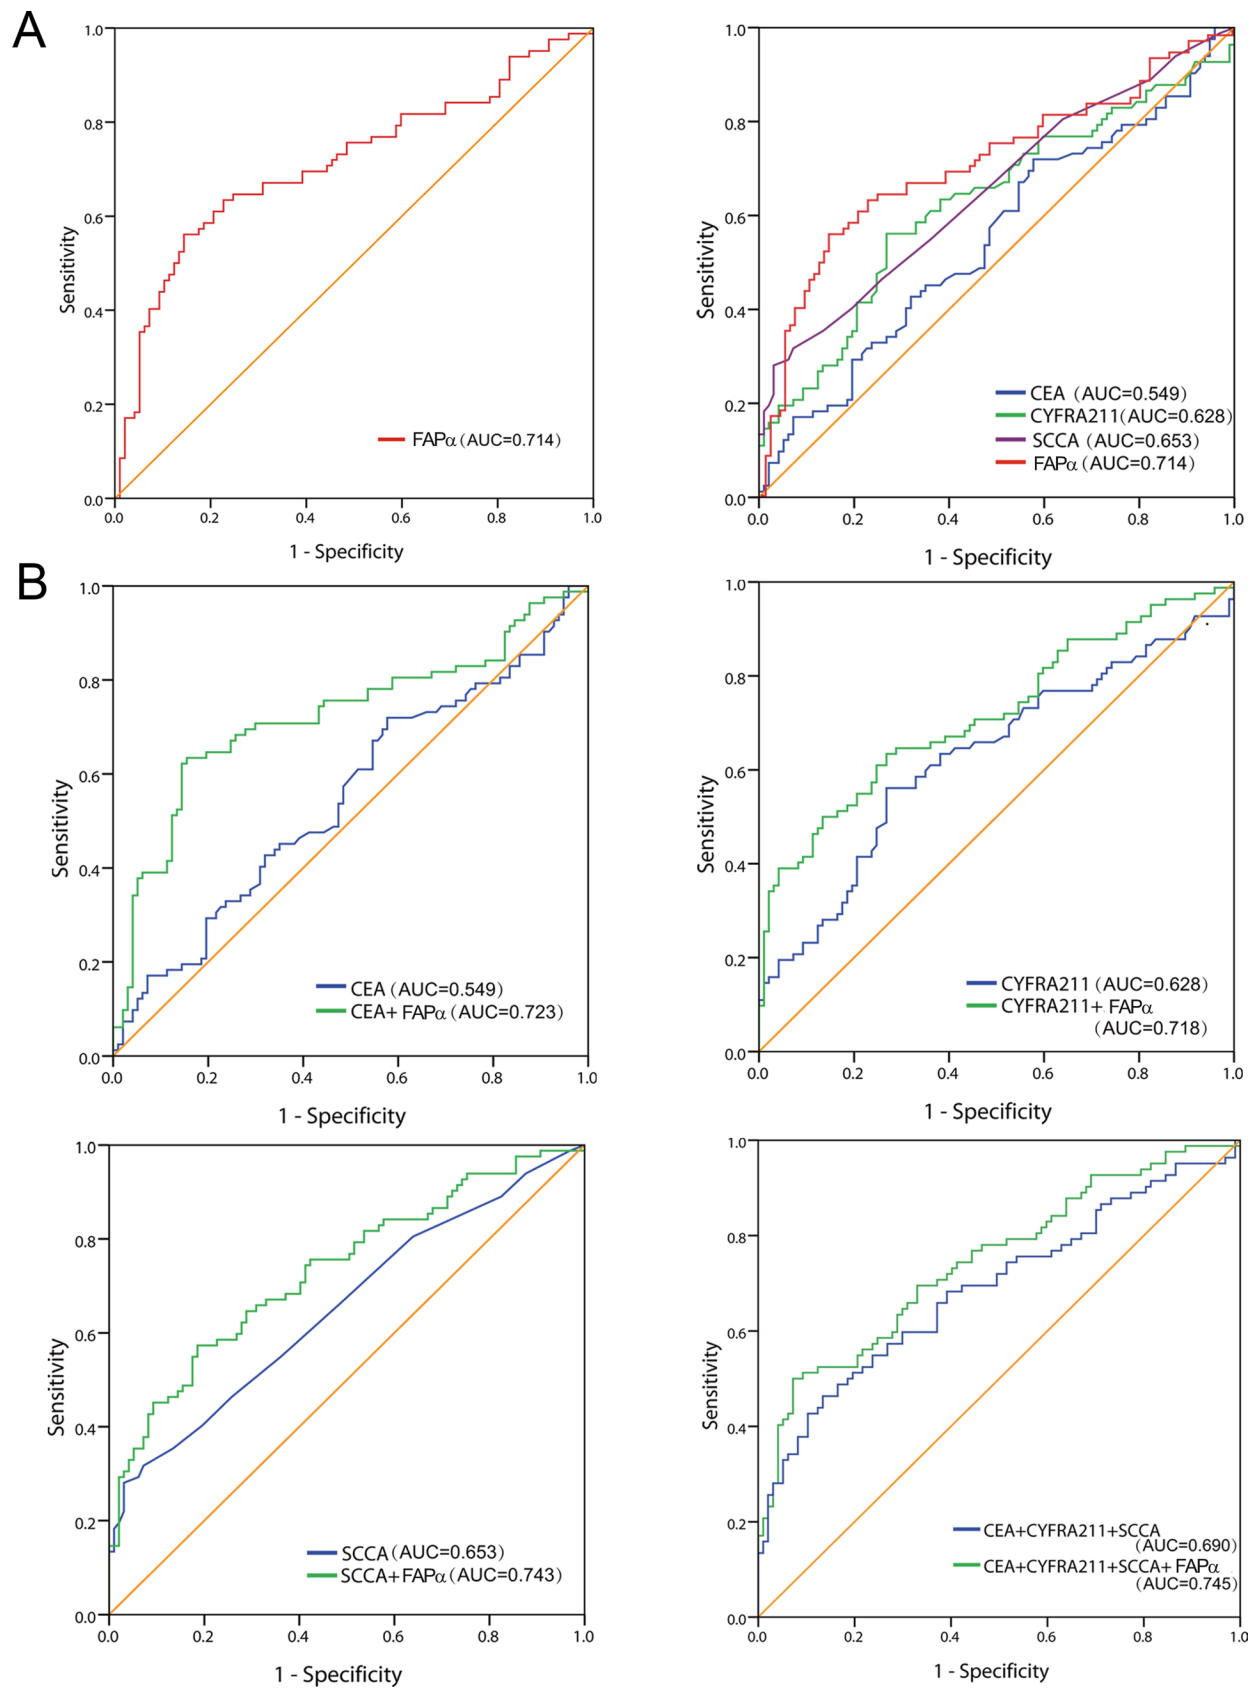 A
1.0
0.8
0.6
0.4
0.2
0.0
Sensitivity
FAPα (AUC=0.714)
0.0 0.2 0.4 0.6 0.8 1.0
1 - Specificity
1.0
0.8
0.6
0.4
0.2
0.0
Sensitivity
CEA (AUC=0.549)
CYFRA211(AUC=0.628)
SCCA (AUC=0.653)
FAPα (AUC=0.714)
0.0 0.2 0.4 0.6 0.8 1.0
1 - Specificity
B
1.0
0.8
0.6
0.4
0.2
0.0
Sensitivity
CEA (AUC=0.549)
CEA+ FAPα (AUC=0.723)
0.0 0.2 0.4 0.6 0.8 1.0
1 - Specificity
1.0
0.8
0.6
0.4
0.2
0.0
Sensitivity
CYFRA211 (AUC=0.628)
CYFRA211+ FAPα
(AUC=0.718)
0.0 0.2 0.4 0.6 0.8 1.0
1 - Specificity
1.0
0.8
0.6
0.4
0.2
0.0
Sensitivity
SCCA (AUC=0.653)
SCCA+FAPα (AUC=0.743)
0.0 0.2 0.4 0.6 0.8 1.0
1 - Specificity
1.0
0.8
0.6
0.4
0.2
0.0
Sensitivity
CEA+CYFRA211+SCCA
(AUC=0.690)
CEA+CYFRA211+SCCA+ FAPα
(AUC=0.745)
0.0 0.2 0.4 0.6 0.8 1.0
1 - Specificity